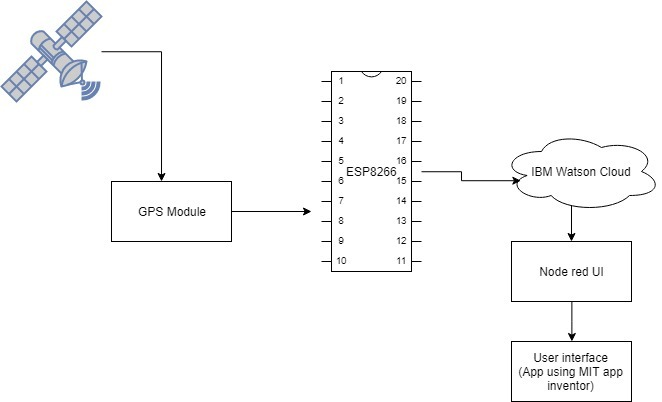 1 20
2 19
3 18
4 17
5 16
ESP8266
6 15
7 14
8 13
9 12
10 11
GPS Module
IBM Watson Cloud
Node red UI
User interface
(App using MIT app
inventor)